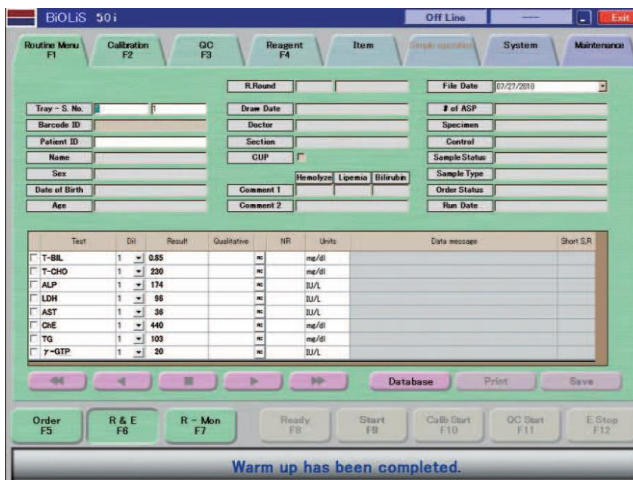 BiOLiS 50i Off Line ---- Exit
Routine Menu F1 Calibration F2 QC F3 Reagent F4 Item System Maintenance
R.Round File Date 07/27/2010
Tray - S. No. 1 Draw Date # of ASP
Barcode ID Doctor Specimen
Patient ID Section Control
Name CUP Sample Status
Sex Hemolyze Lipemia Bilirubin Sample Type
Date of Birth Comment 1 Order Status
Age Comment 2 Run Date
Test Dil Result Qualitative NR Units Data message Short S,R
T-BIL 1 0.85 mg/dl
T-CHO 1 230 mg/dl
ALP 1 174 IU/L
LDH 1 96 IU/L
AST 1 36 IU/L
ChE 1 440 mg/dl
TG 1 103 mg/dl
γ-GTP 1 20 IU/L
Database Print Save
Order F5 R & E F6 R - Mon F7 Ready F8 Start F9 Calib Start F10 QC Start F11 E. Stop F12
Warm up has been completed.